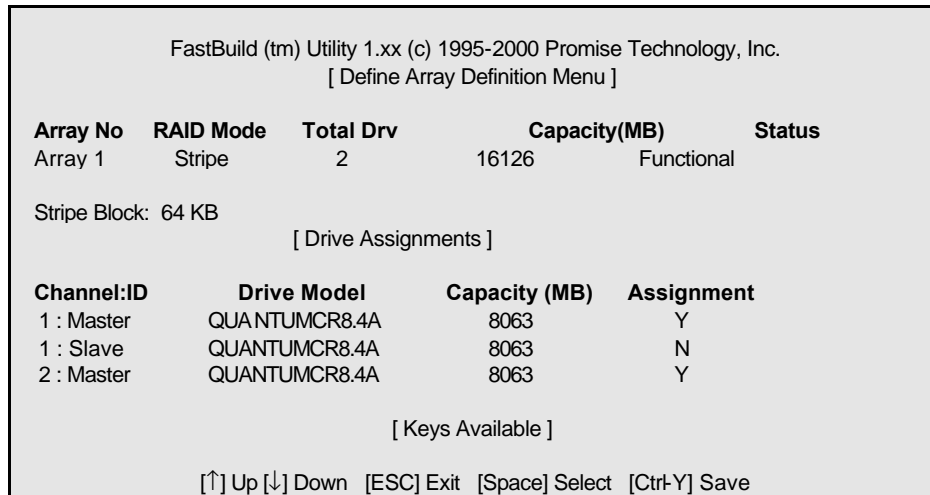 FastBuild (tm) Utility 1.xx (c) 1995-2000 Promise Technology, Inc.
[ Define Array Definition Menu ]
Array No RAID Mode Total Drv Capacity(MB) Status
Array 1 Stripe 2 16126 Functional
Stripe Block: 64 KB
[ Drive Assignments ]
Channel:ID Drive Model Capacity (MB) Assignment
1 : Master QUANTUMCR8.4A 8063 Y
1 : Slave QUANTUMCR8.4A 8063 N
2 : Master QUANTUMCR8.4A 8063 Y
[ Keys Available ]
[↑] Up [↓] Down [ESC] Exit [Space] Select [Ctrl-Y] Save